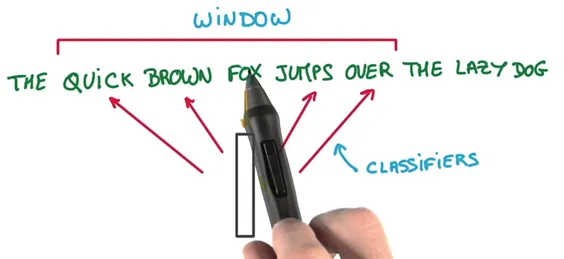 WINDOW
THE QUICK BROWN FOX JUMPS OVER THE LAZY DOG
CLASSIFIERS